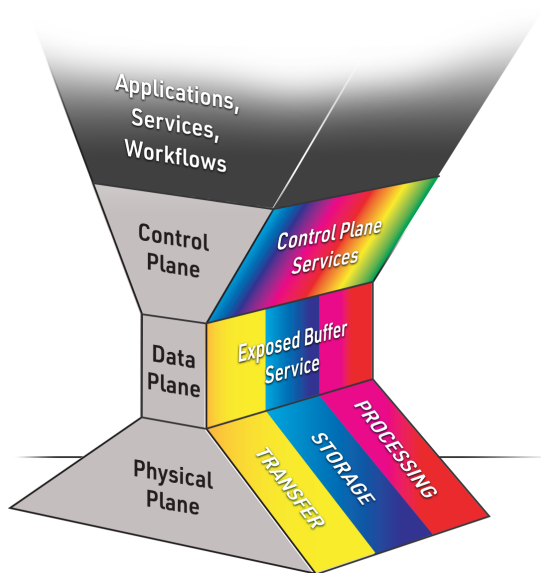 Applications,
Services,
Workflows
Control
Plane
Control Plane
Services
Data
Plane
Exposed Buffer
Service
Physical
Plane
TRANSFER
STORAGE
PROCESSING